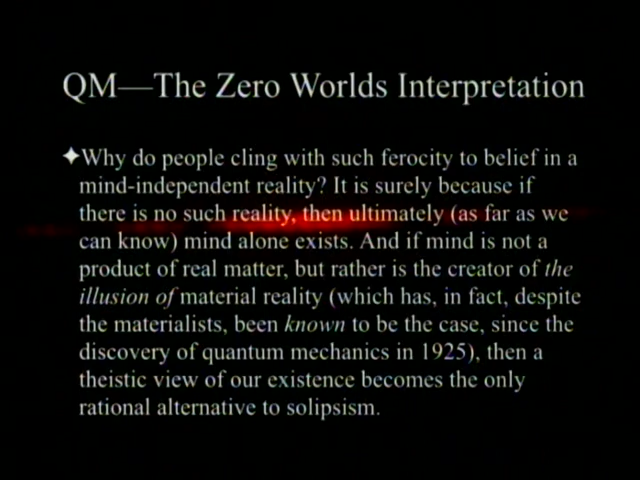 QM—The Zero Worlds Interpretation
✦Why do people cling with such ferocity to belief in a
mind-independent reality? It is surely because if
there is no such reality, then ultimately (as far as we
can know) mind alone exists. And if mind is not a
product of real matter, but rather is the creator of the
illusion of material reality (which has, in fact, despite
the materialists, been known to be the case, since the
discovery of quantum mechanics in 1925), then a
theistic view of our existence becomes the only
rational alternative to solipsism.